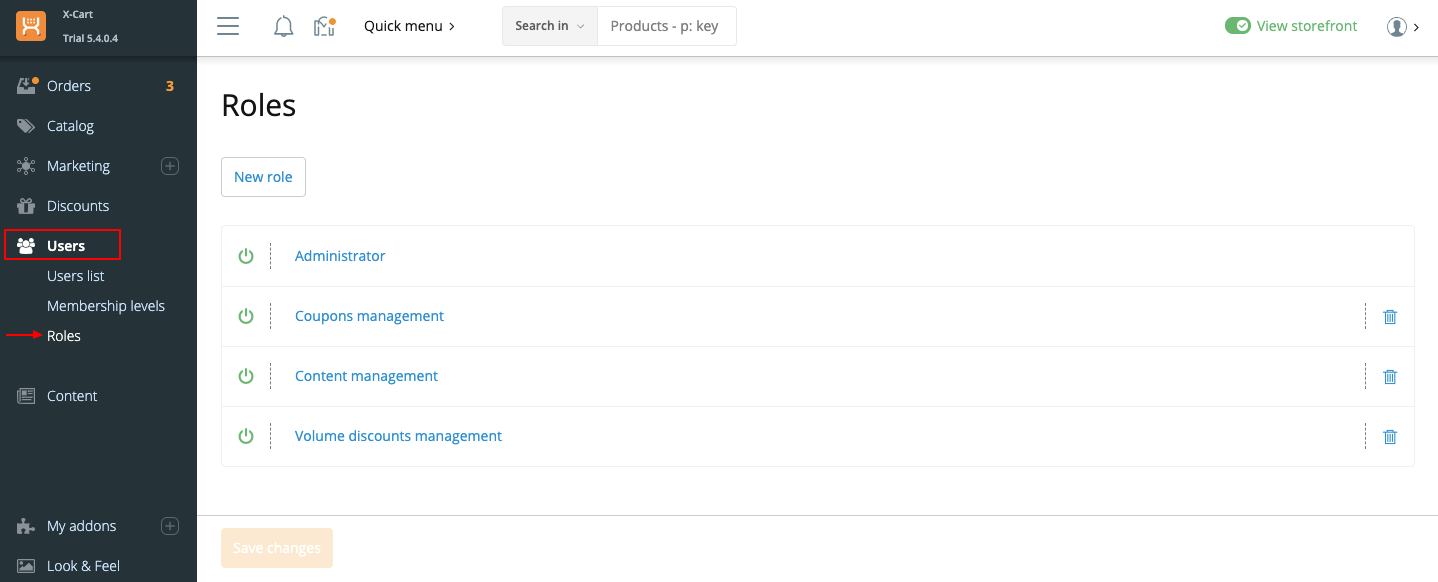 X-Cart
Trial 5.4.0.4
Quick menu
Search in
Products - p: key
View storefront
Orders 3
Catalog
Marketing
Discounts
Users
Users list
Membership levels
Roles
Content
My addons
Look & Feel
Roles
New role
Administrator
Coupons management
Content management
Volume discounts management
Save changes